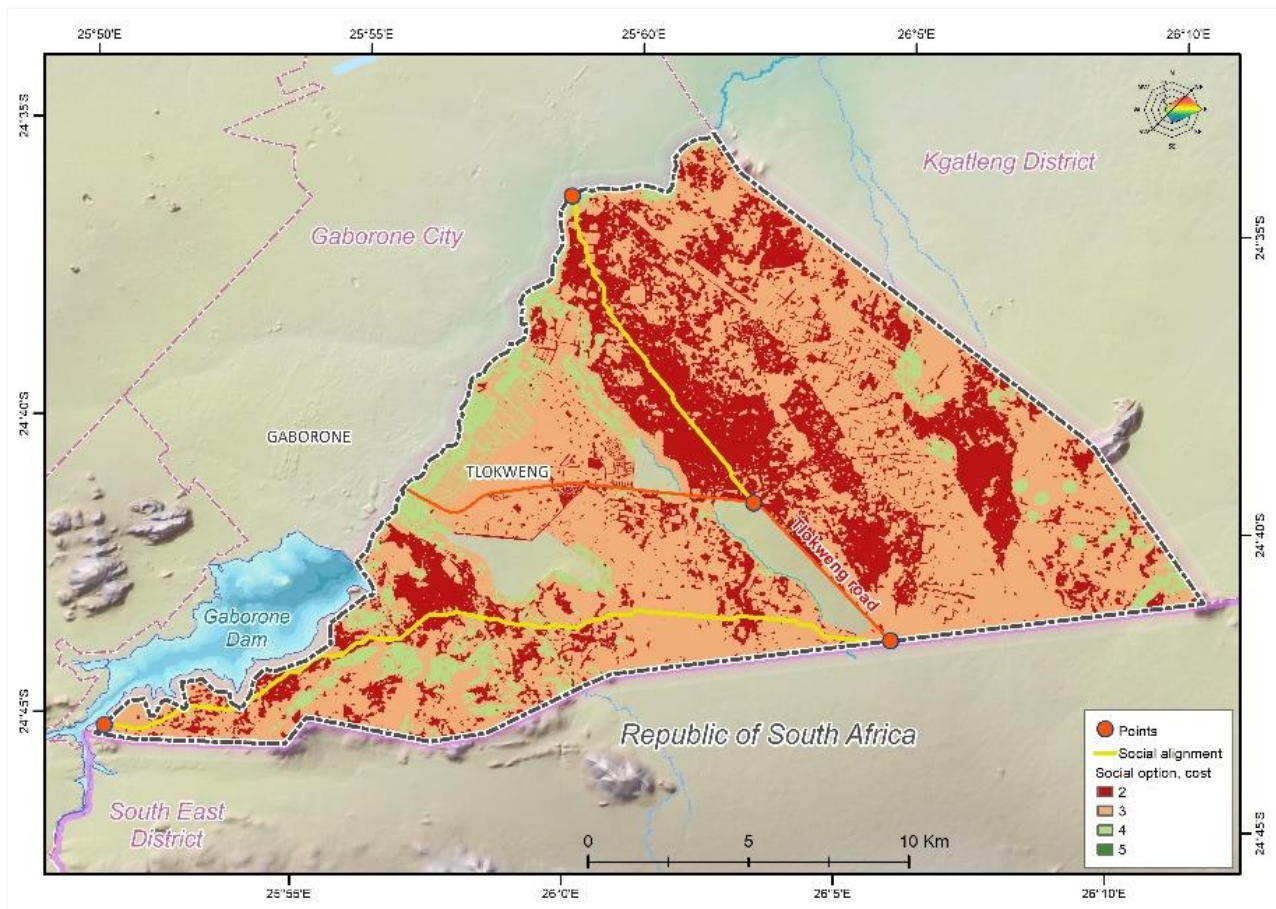 25°50'E
25°55'E
25°60'E
26°5'E
26°10'E
24°35'S
24°35'S
Kgatleng District
Gaborone City
24°40'S
GABORONE
TLOKWENG
Tlokweng road
24°40'S
Gaborone
Dam
24°45'S
Republic of South Africa
South East
District
Points
Social alignment
Social option, cost
2
3
4
5
0
5
10 Km
24°45'S
25°55'E
26°0'E
26°5'E
26°10'E